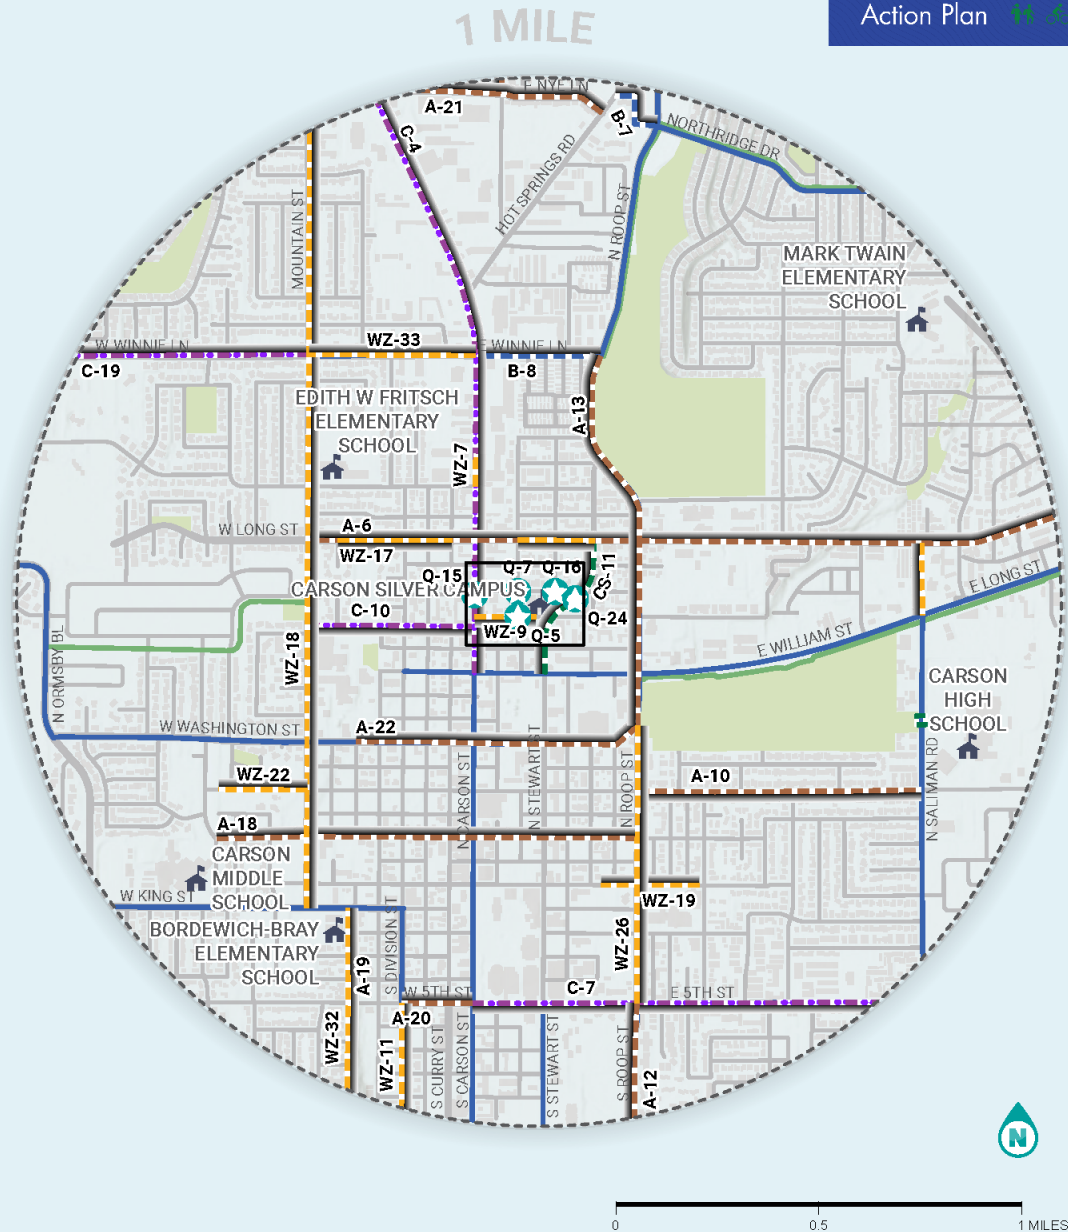 Action Plan
1 MILE
E NYE LN
A-21
B-7
C-4
NORTHRIDGE DR
HOT SPRINGS RD
MOUNTAIN ST
N ROOP ST
MARK TWAIN
ELEMENTARY
SCHOOL
W WINNIE LN
WZ-33
E WINNIE LN
C-19
B-8
EDITH W FRITSCH
ELEMENTARY
SCHOOL
A-13
WZ-7
W LONG ST
A-6
WZ-17
Q-15
Q-7
Q-16
CS-11
E LONG ST
CARSON SILVER CAMPUS
C-10
Q-24
WZ-9
Q-5
N ORMSBY BL
WZ-18
E WILLIAM ST
CARSON
HIGH
SCHOOL
W WASHINGTON ST
A-22
N CARSON ST
N STEWART ST
N ROOP ST
WZ-22
A-10
N SALIMAN RD
A-18
CARSON
MIDDLE
SCHOOL
W KING ST
WZ-19
BORDEWICH-BRAY
ELEMENTARY
SCHOOL
A-19
S DIVISION ST
WZ-26
W 5TH ST
C-7
E 5TH ST
A-20
WZ-32
WZ-11
S CURRY ST
S CARSON ST
S STEWART ST
S ROOP ST
A-12
N
0
0.5
1 MILES